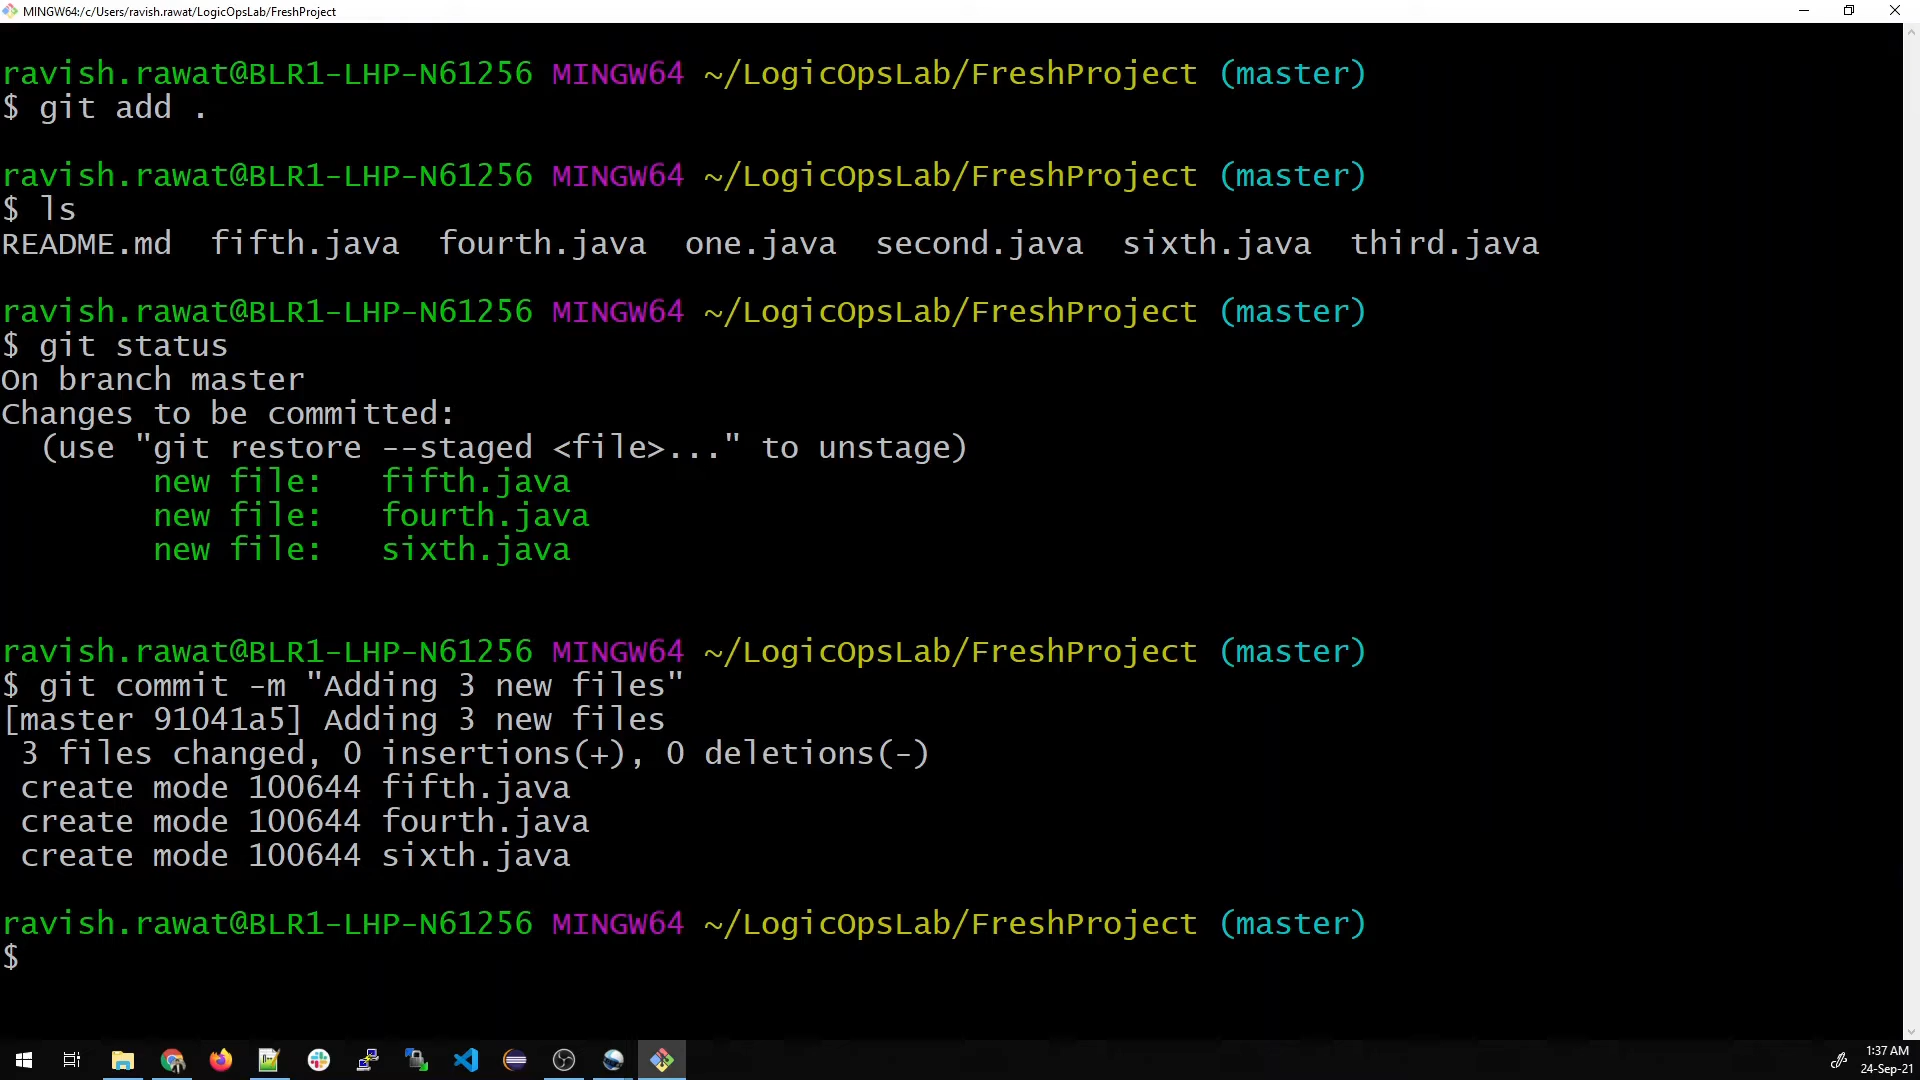 MINGW64:/c/Users/ravish.rawat/LogicOpsLab/FreshProject
ravish.rawat@BLR1-LHP-N61256 MINGW64 ~/LogicOpsLab/FreshProject (master)
$ git add .
ravish.rawat@BLR1-LHP-N61256 MINGW64 ~/LogicOpsLab/FreshProject (master)
$ ls
README.md  fifth.java  fourth.java  one.java  second.java  sixth.java  third.java
ravish.rawat@BLR1-LHP-N61256 MINGW64 ~/LogicOpsLab/FreshProject (master)
$ git status
On branch master
Changes to be committed:
  (use "git restore --staged <file>..." to unstage)
        new file:   fifth.java
        new file:   fourth.java
        new file:   sixth.java
ravish.rawat@BLR1-LHP-N61256 MINGW64 ~/LogicOpsLab/FreshProject (master)
$ git commit -m "Adding 3 new files"
[master 91041a5] Adding 3 new files
 3 files changed, 0 insertions(+), 0 deletions(-)
 create mode 100644 fifth.java
 create mode 100644 fourth.java
 create mode 100644 sixth.java
ravish.rawat@BLR1-LHP-N61256 MINGW64 ~/LogicOpsLab/FreshProject (master)
$
1:37 AM
24-Sep-21